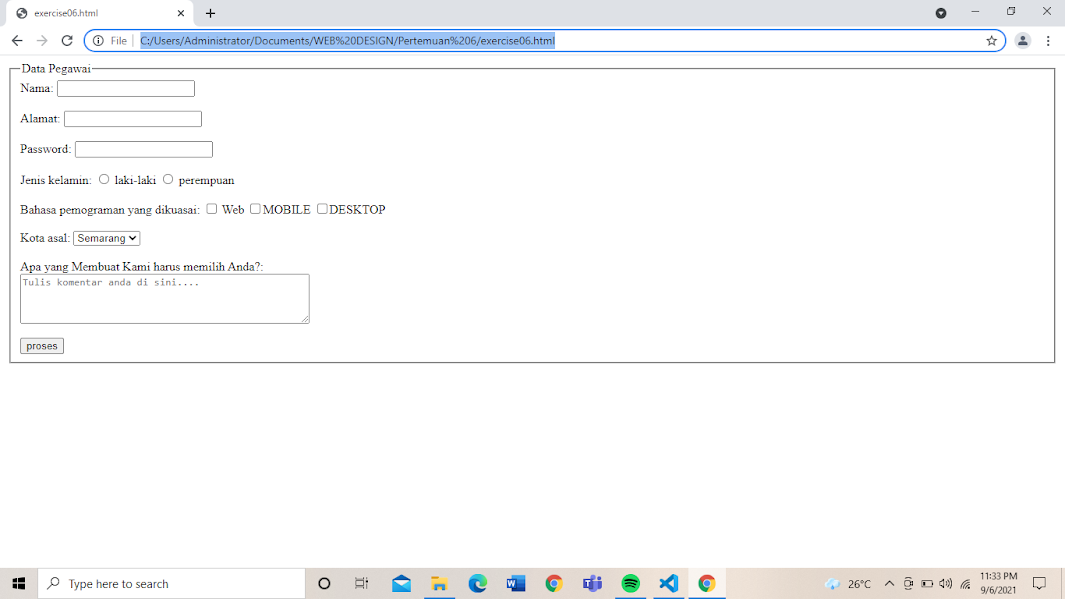 exercise06.html
File C:/Users/Administrator/Documents/WEB%20DESIGN/Pertemuan%206/exercise06.html
Data Pegawai
Nama:
Alamat:
Password:
Jenis kelamin: laki-laki perempuan
Bahasa pemograman yang dikuasai: Web MOBILE DESKTOP
Kota asal: Semarang
Apa yang Membuat Kami harus memilih Anda?:
Tulis komentar anda di sini....
proses
Type here to search
26°C
11:33 PM
9/6/2021